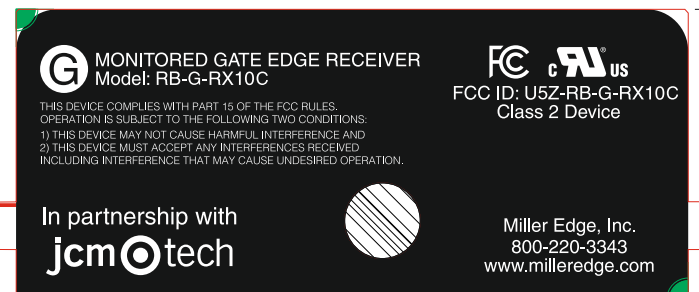 G
MONITORED GATE EDGE RECEIVER
Model: RB-G-RX10C
THIS DEVICE COMPLIES WITH PART 15 OF THE FCC RULES.
OPERATION IS SUBJECT TO THE FOLLOWING TWO CONDITIONS:
1) THIS DEVICE MAY NOT CAUSE HARMFUL INTERFERENCE AND
2) THIS DEVICE MUST ACCEPT ANY INTERFERENCES RECEIVED
INCLUDING INTERFERENCE THAT MAY CAUSE UNDESIRED OPERATION.
FC c RU® US
FCC ID: U5Z-RB-G-RX10C
Class 2 Device
In partnership with
jcm tech
Miller Edge, Inc.
800-220-3343
www.milleredge.com